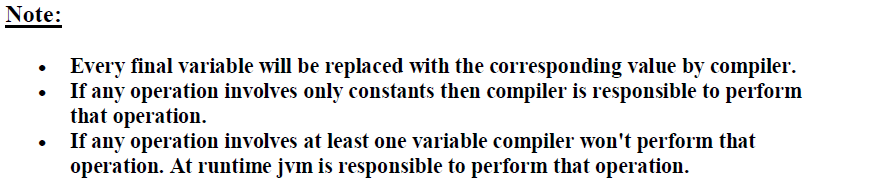 Note:
• Every final variable will be replaced with the corresponding value by compiler.
• If any operation involves only constants then compiler is responsible to perform
that operation.
• If any operation involves at least one variable compiler won't perform that
operation. At runtime jvm is responsible to perform that operation.